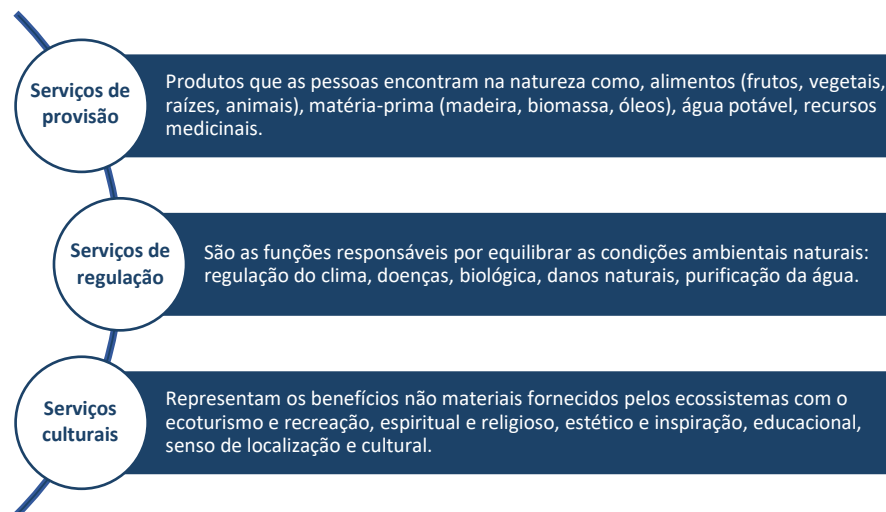 Serviços de
provisão
Produtos que as pessoas encontram na natureza como, alimentos (frutos, vegetais,
raízes, animais), matéria-prima (madeira, biomassa, óleos), água potável, recursos
medicinais.
Serviços de
regulação
São as funções responsáveis por equilibrar as condições ambientais naturais:
regulação do clima, doenças, biológica, danos naturais, purificação da água.
Serviços
culturais
Representam os benefícios não materiais fornecidos pelos ecossistemas com o
ecoturismo e recreação, espiritual e religioso, estético e inspiração, educacional,
senso de localização e cultural.